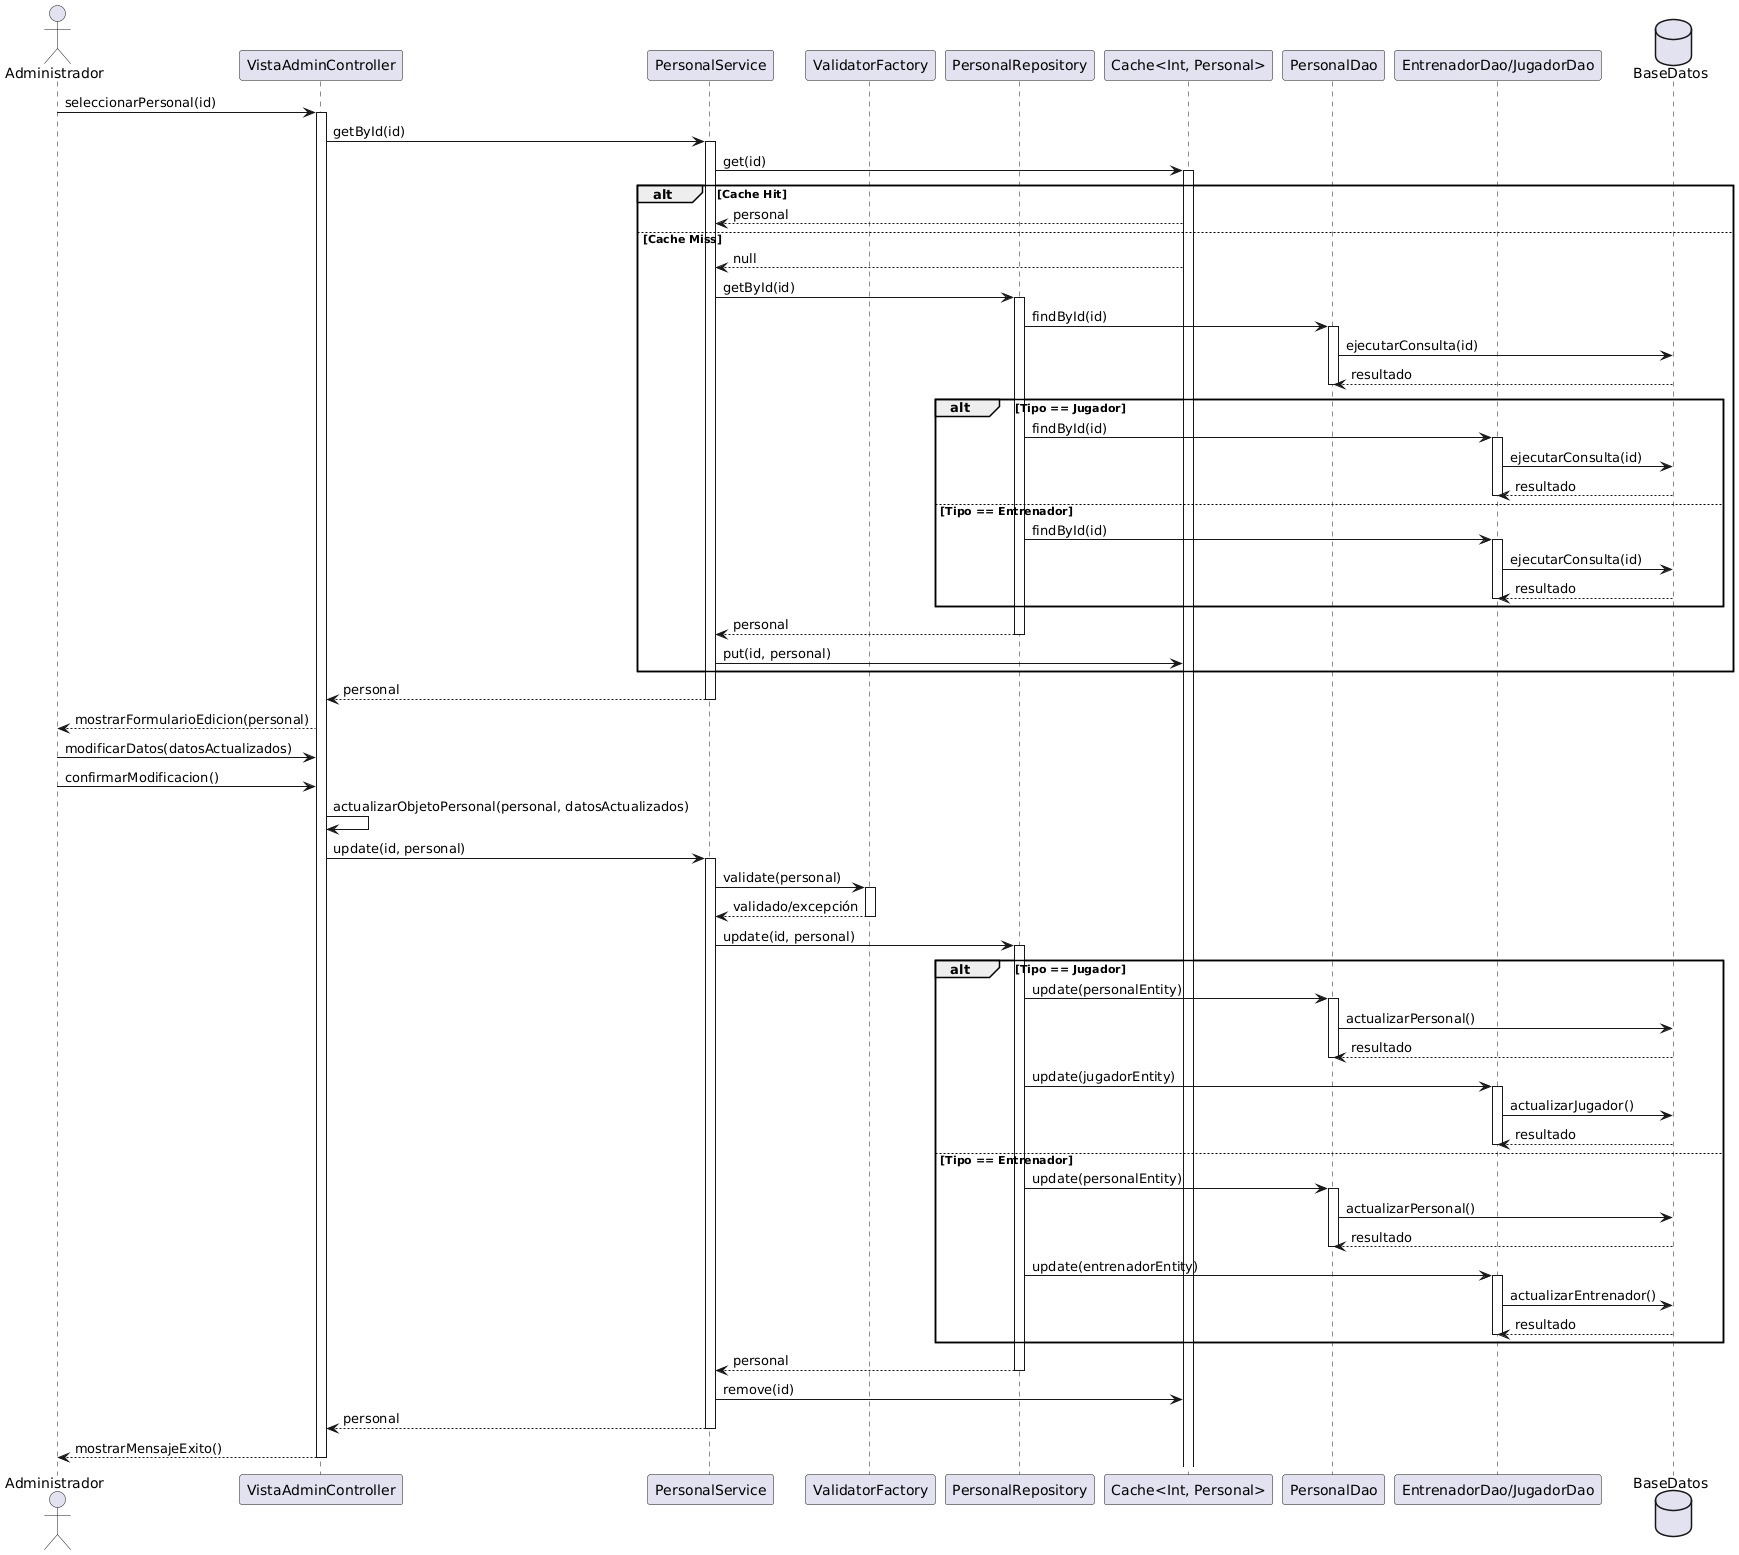 Administrador
VistaAdminController
PersonalService
ValidatorFactory
PersonalRepository
Cache<Int, Personal>
PersonalDao
EntrenadorDao/JugadorDao
BaseDatos
seleccionarPersonal(id)
getById(id)
get(id)
alt
[Cache Hit]
personal
[Cache Miss]
null
getById(id)
findById(id)
ejecutarConsulta(id)
resultado
alt
[Tipo == Jugador]
findById(id)
ejecutarConsulta(id)
resultado
[Tipo == Entrenador]
findById(id)
ejecutarConsulta(id)
resultado
personal
put(id, personal)
personal
mostrarFormularioEdicion(personal)
modificarDatos(datosActualizados)
confirmarModificacion()
actualizarObjetoPersonal(personal, datosActualizados)
update(id, personal)
validate(personal)
validado/excepción
update(id, personal)
alt
[Tipo == Jugador]
update(personalEntity)
actualizarPersonal()
resultado
update(jugadorEntity)
actualizarJugador()
resultado
[Tipo == Entrenador]
update(personalEntity)
actualizarPersonal()
resultado
update(entrenadorEntity)
actualizarEntrenador()
resultado
personal
remove(id)
personal
mostrarMensajeExito()
Administrador
VistaAdminController
PersonalService
ValidatorFactory
PersonalRepository
Cache<Int, Personal>
PersonalDao
EntrenadorDao/JugadorDao
BaseDatos